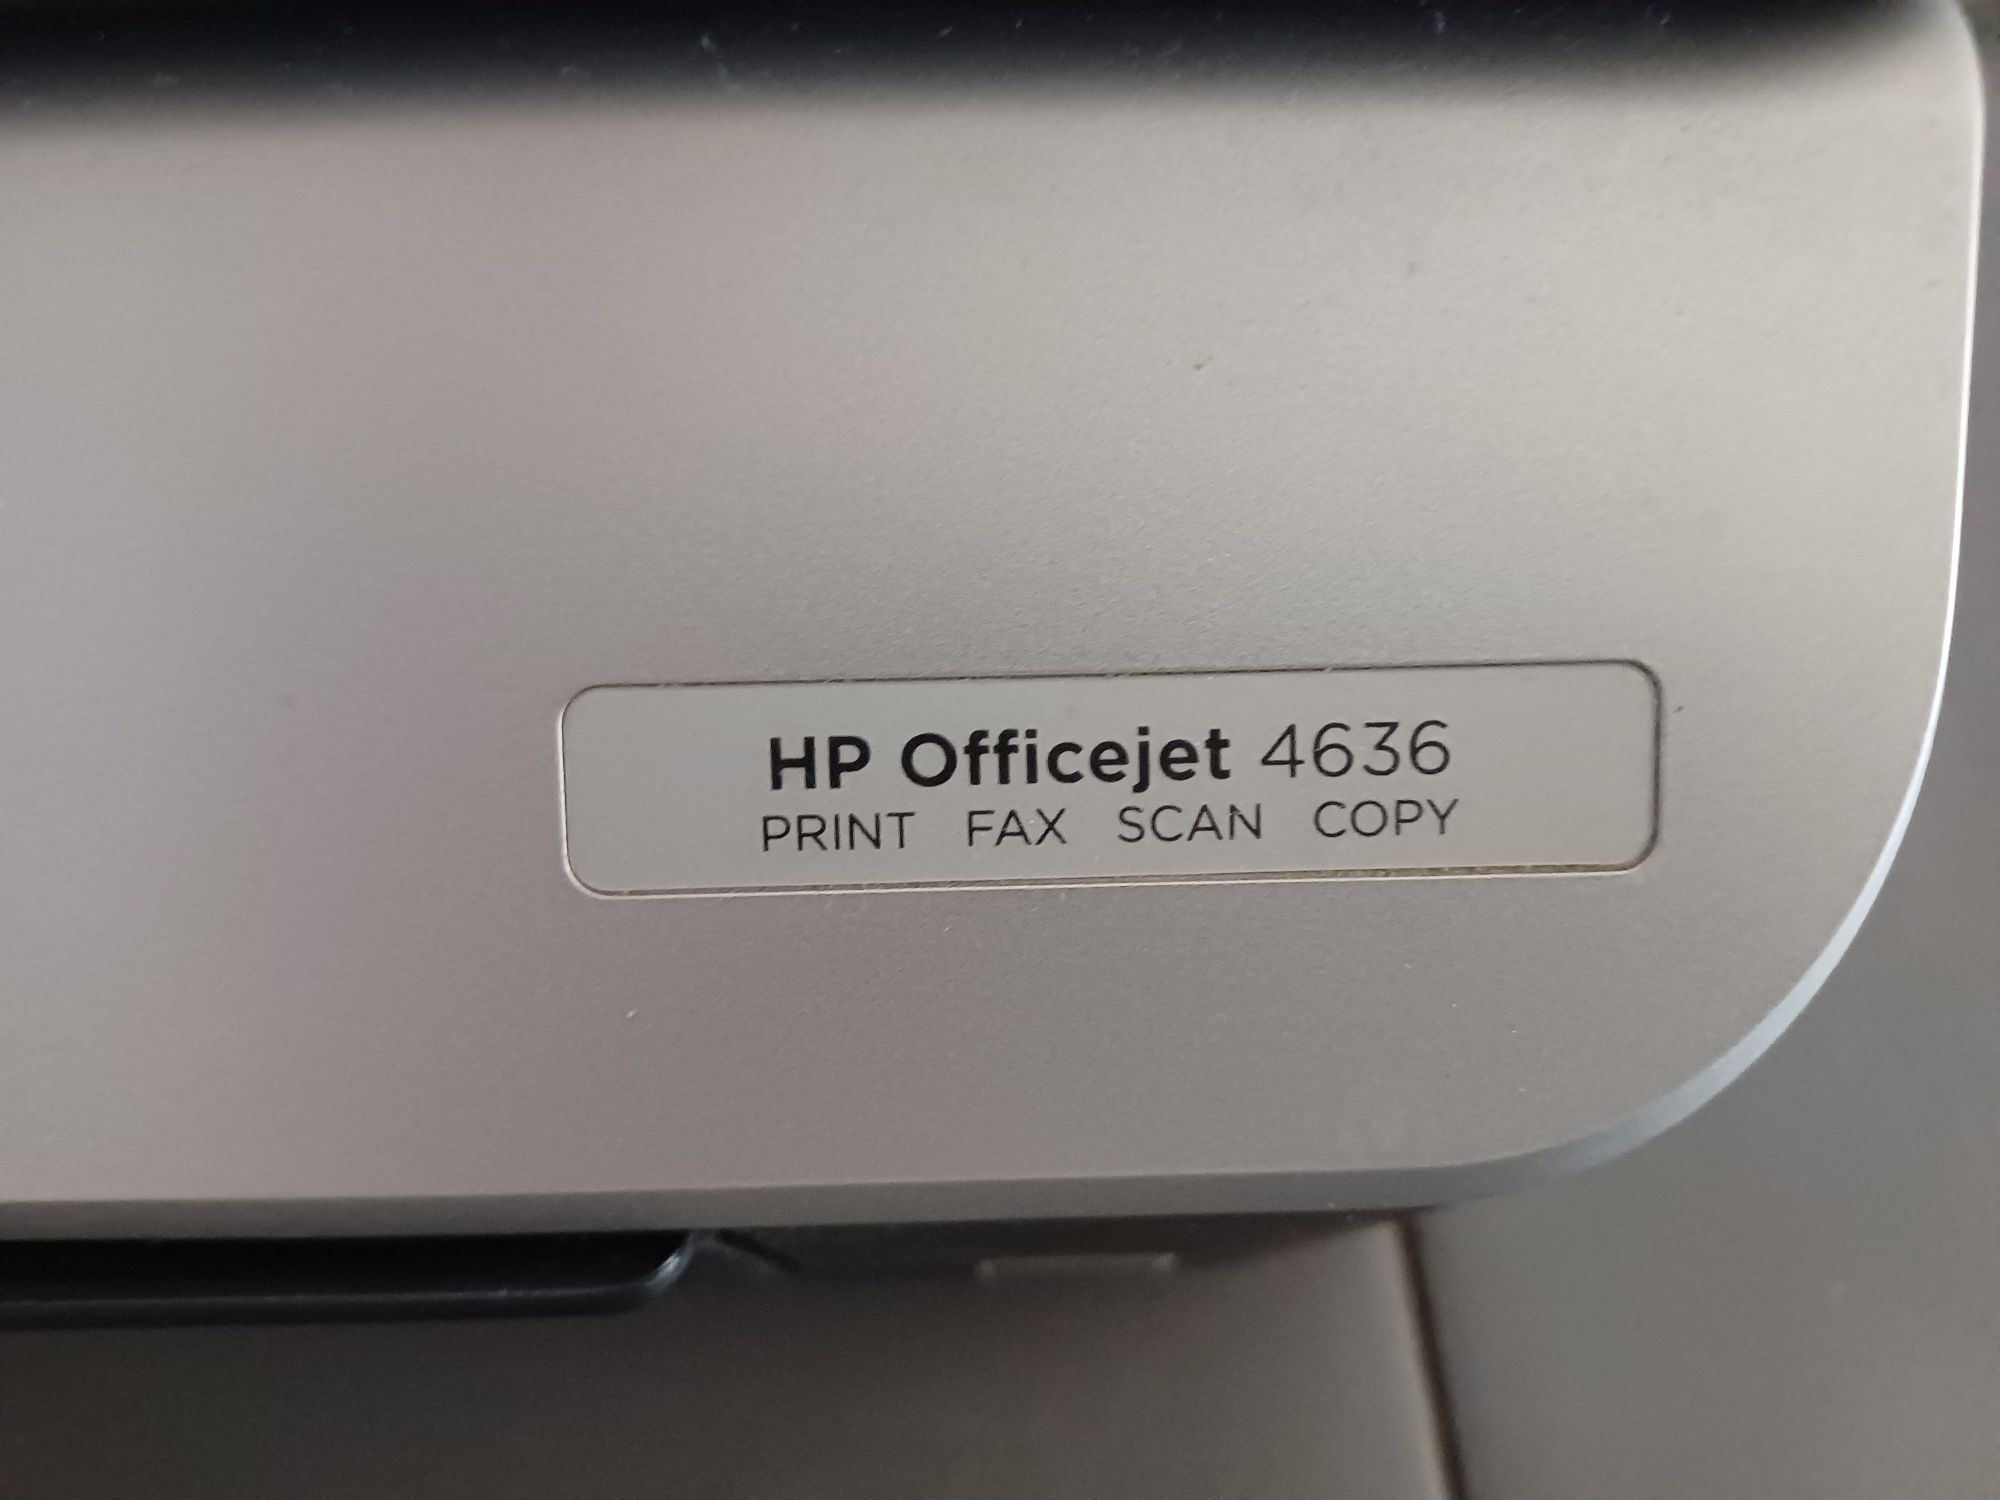 HP Officejet 4636
PRINT FAX SCAN COPY